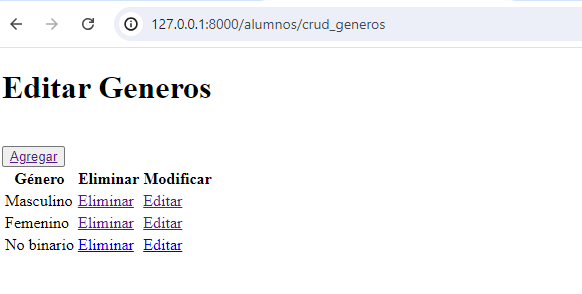 127.0.0.1:8000/alumnos/crud_generos
Editar Generos
Agregar
Género Eliminar Modificar
Masculino Eliminar Editar
Femenino Eliminar Editar
No binario Eliminar Editar